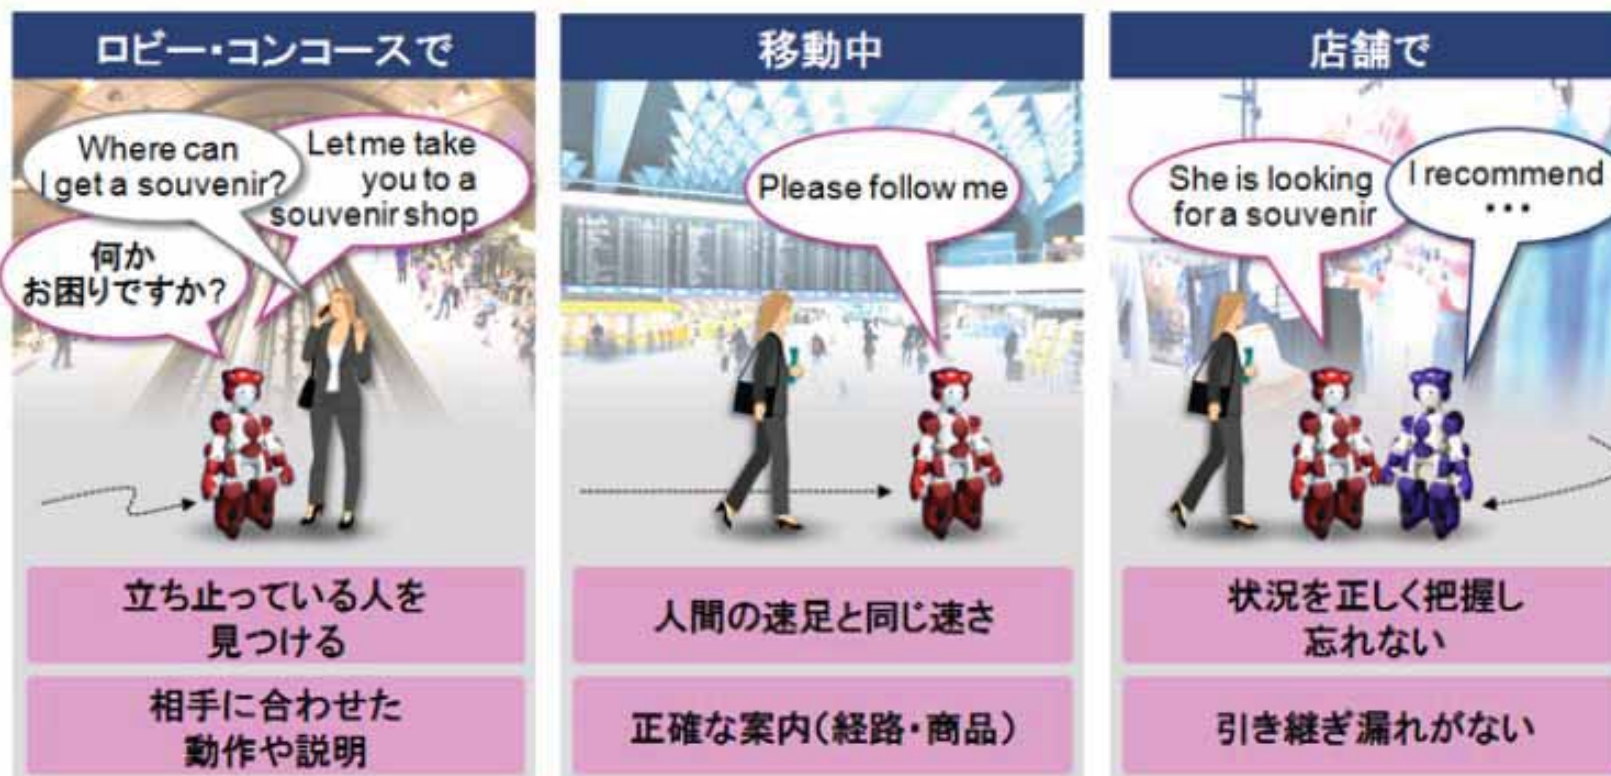 ロビー・コンコースで
Where can
I get a souvenir?
Let me take
you to a
souvenir shop
何か
お困りですか?
立ち止っている人を
見つける
相手に合わせた
動作や説明
移動中
Please follow me
人間の速足と同じ速さ
正確な案内(経路・商品)
店舗で
She is looking
for a souvenir
I recommend
・・・
状況を正しく把握し
忘れない
引き継ぎ漏れがない